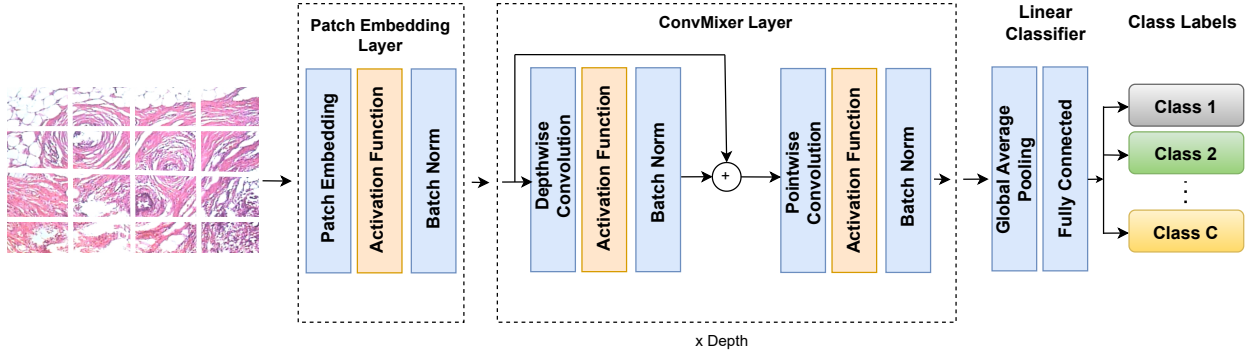 Patch Embedding
Layer
Patch Embedding
Activation Function
Batch Norm
ConvMixer Layer
Depthwise
Convolution
Activation Function
Batch Norm
+
Pointwise
Convolution
Activation Function
Batch Norm
x Depth
Linear
Classifier
Global Average
Pooling
Fully Connected
Class Labels
Class 1
Class 2
Class C